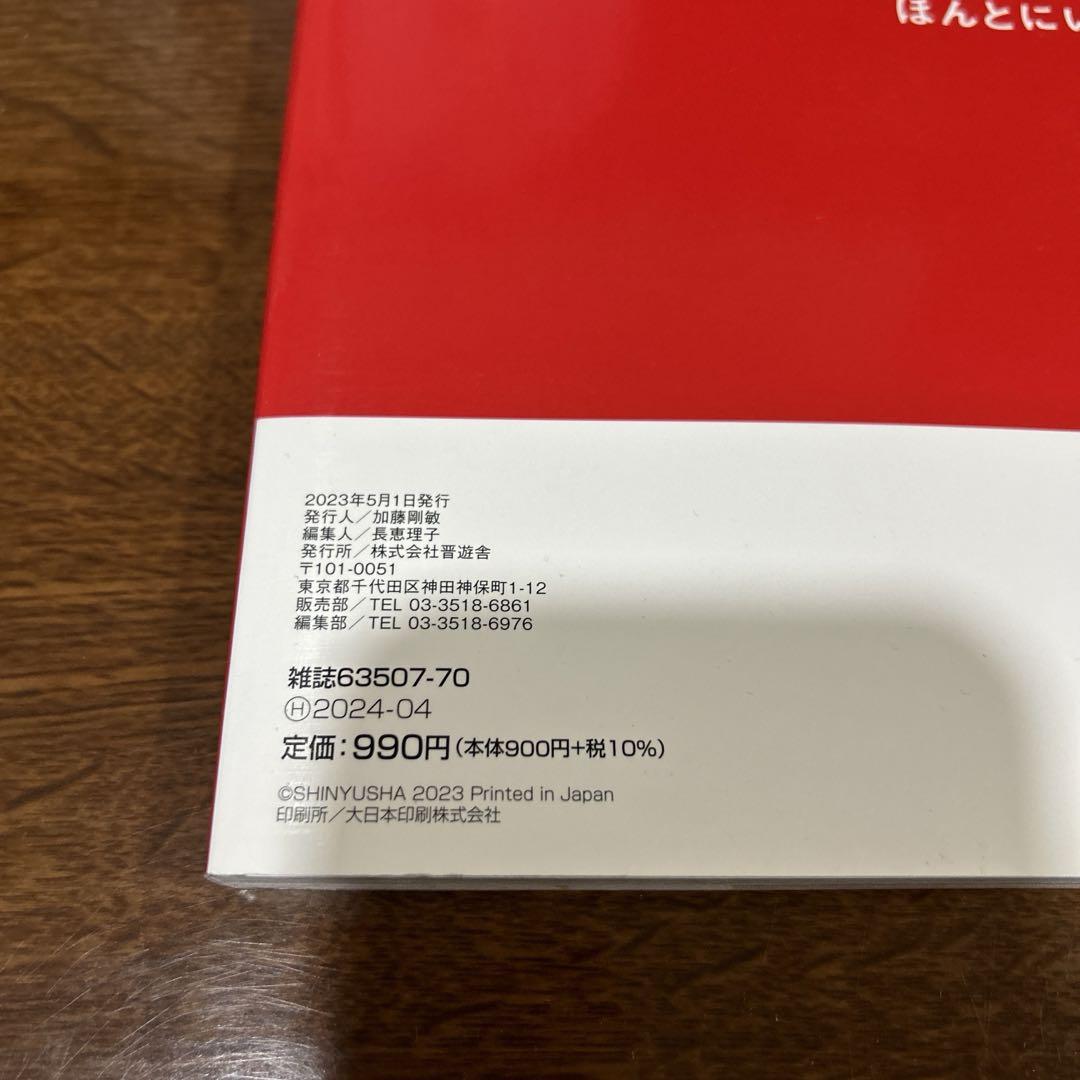 ほんとにい
2023年5月1日発行
発行人／加藤剛敏
編集人／長恵理子
発行所／株式会社晋遊舎
〒101-0051
東京都千代田区神田神保町1-12
販売部／TEL 03-3518-6861
編集部／TEL 03-3518-6976
雑誌63507-70
Ⓗ2024-04
定価：990円（本体900円+税10%）
©SHINYUSHA 2023 Printed in Japan
印刷所／大日本印刷株式会社